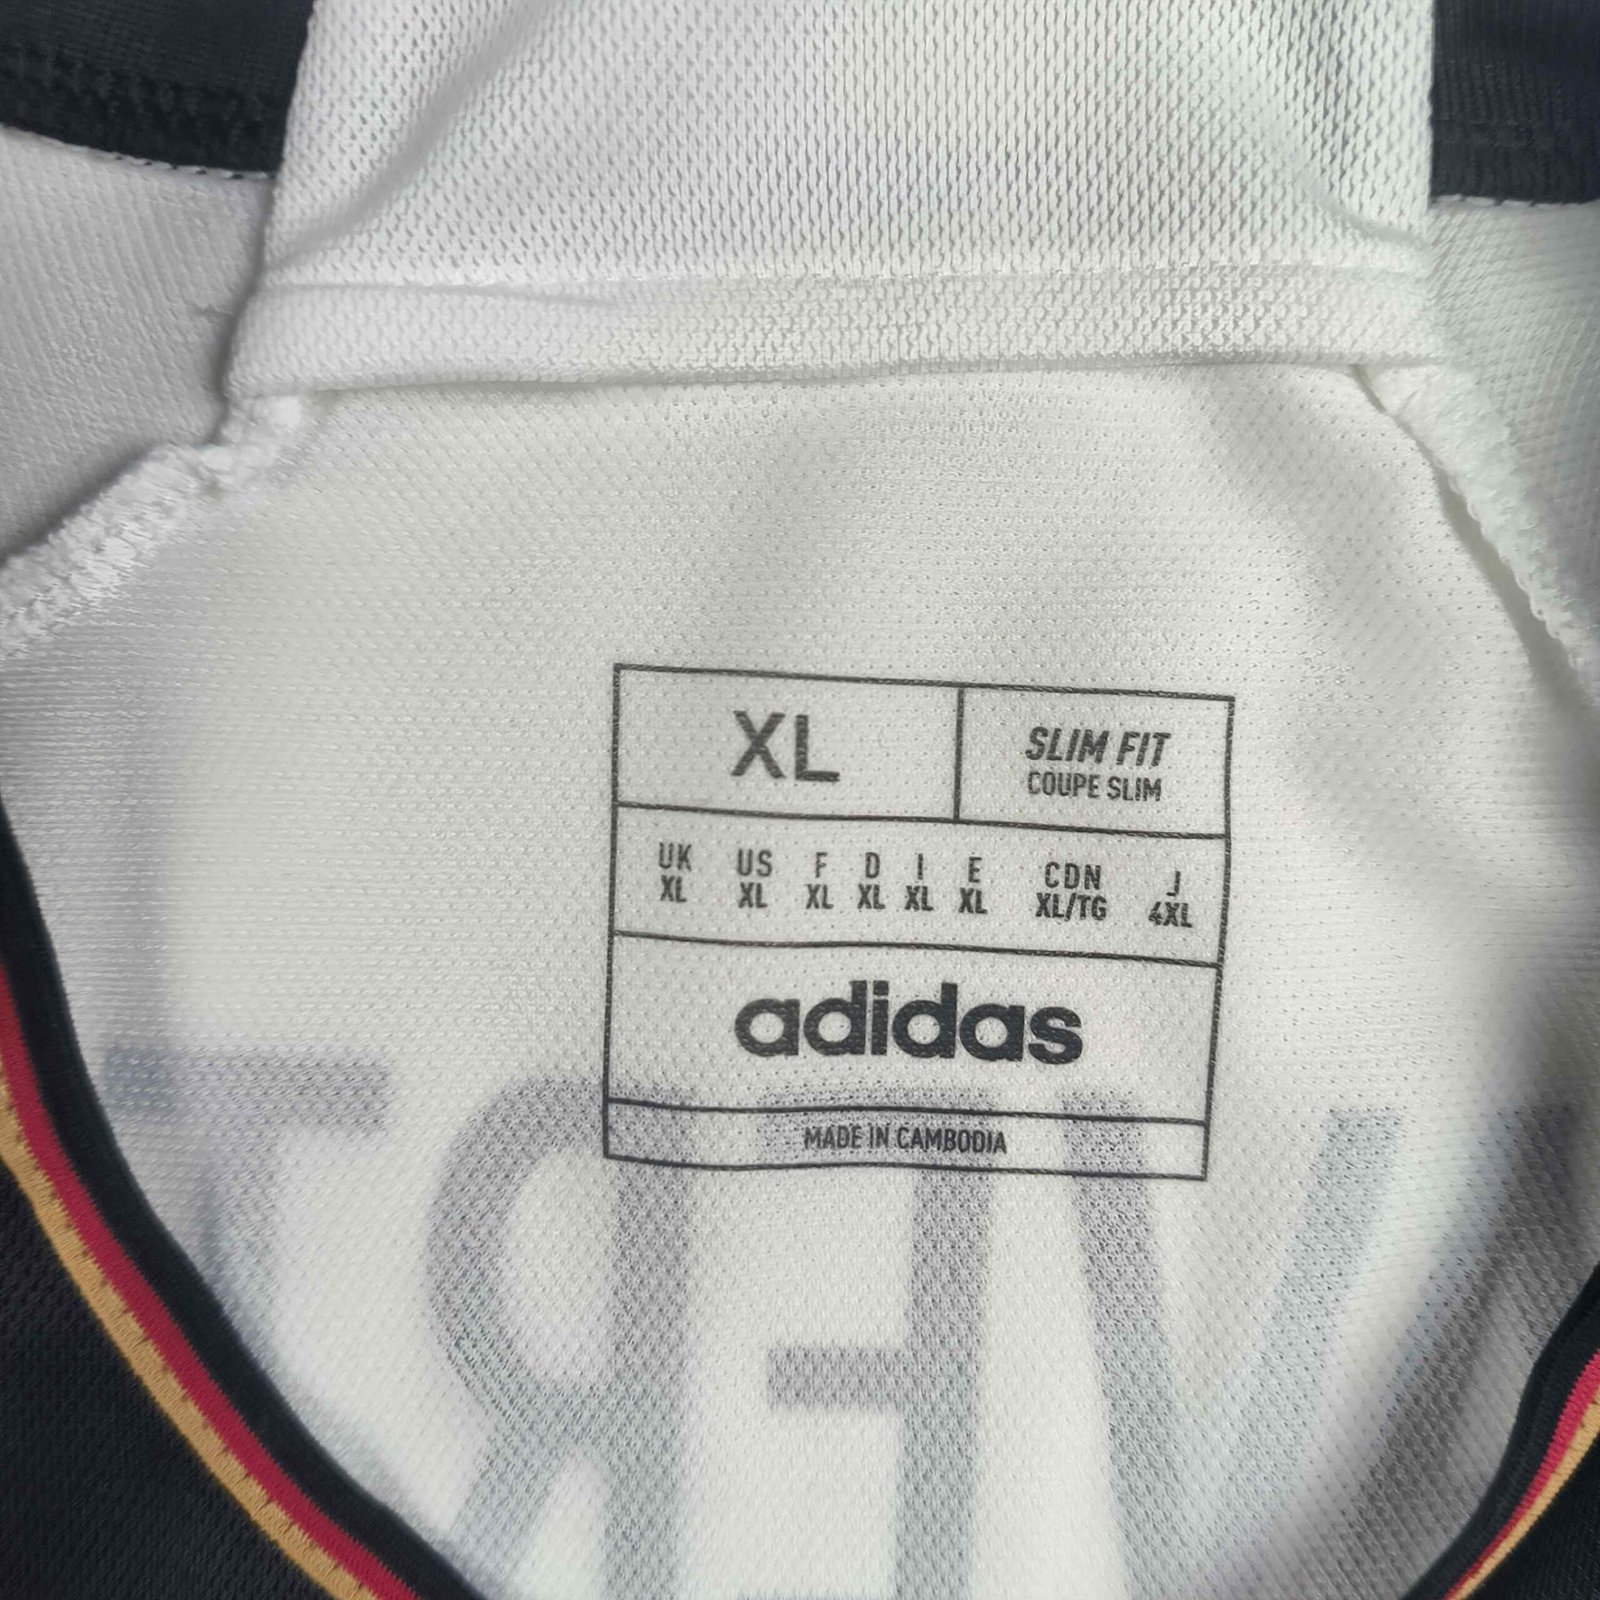 XL
SLIM FIT
COUPE SLIM
UK US F D I E CDN J
XL XL XL XL XL XL XL/TG 4XL
adidas
MADE IN CAMBODIA